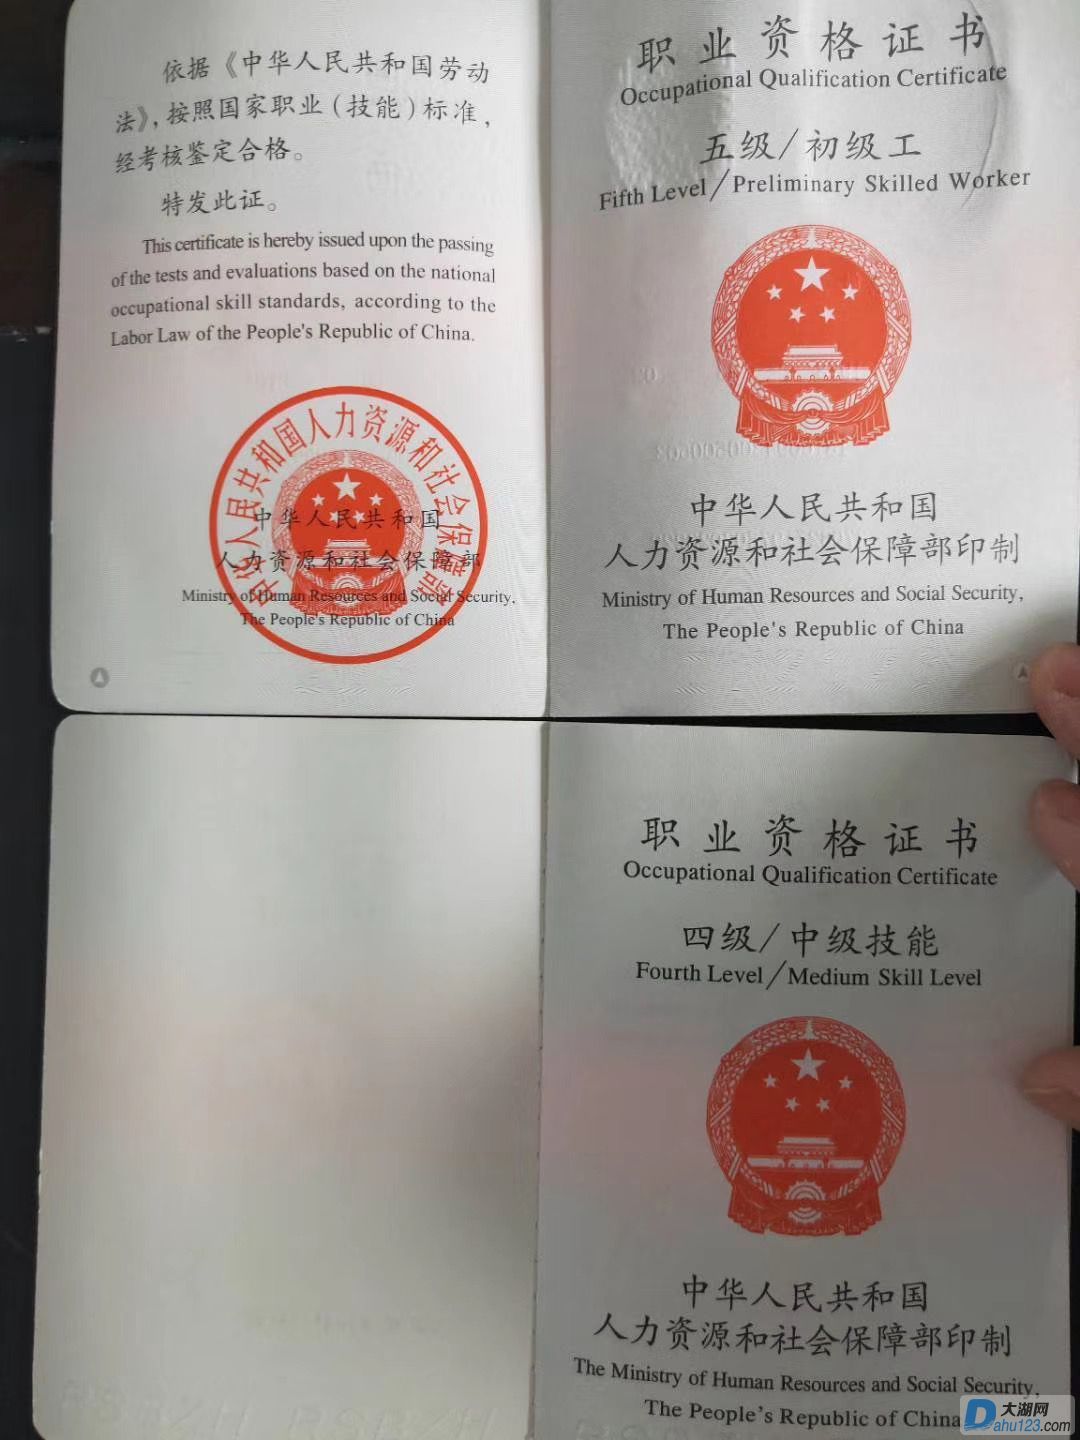 依据《中华人民共和国劳动
法》，按照国家职业（技能）标准，
经考核鉴定合格。
特发此证。
This certificate is hereby issued upon the passing
of the tests and evaluations based on the national
occupational skill standards, according to the
Labor Law of the People's Republic of China.
中华人民共和国人力资源和社会保障部
中华人民共和国
人力资源和社会保障部
Ministry of Human Resources and Social Security,
The People's Republic of China
职业资格证书
Occupational Qualification Certificate
五级/初级工
Fifth Level/Preliminary Skilled Worker
中华人民共和国
人力资源和社会保障部印制
Ministry of Human Resources and Social Security,
The People's Republic of China
职业资格证书
Occupational Qualification Certificate
四级/中级技能
Fourth Level/Medium Skill Level
中华人民共和国
人力资源和社会保障部印制
The Ministry of Human Resources and Social Security,
The People's Republic of China
大湖网
Dahu123.com